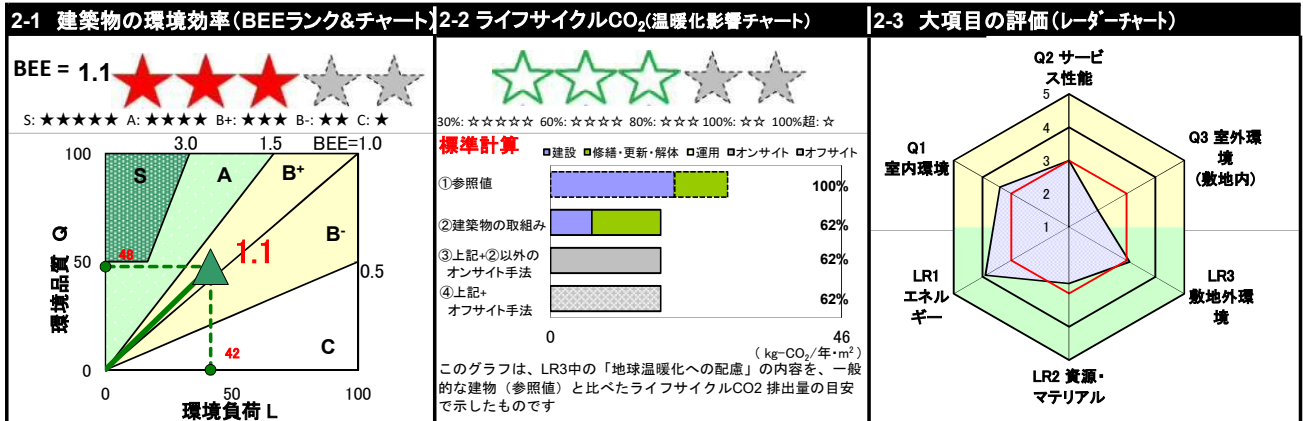 2-1 建築物の環境効率(BEEランク&チャート)
BEE = 1.1
S: ★★★★★ A: ★★★★ B+: ★★★ B-: ★★ C: ★
3.0 1.5 BEE=1.0
100
S A B+
B-
50
48
1.1
0.5
42
C
0
0 50 100
環境品質 Q
環境負荷 L
2-2 ライフサイクルCO2(温暖化影響チャート)
30%: ☆☆☆☆☆ 60%: ☆☆☆☆ 80%: ☆☆☆ 100%: ☆☆ 100%超: ☆
標準計算
■建設 ■修繕・更新・解体 □運用 ■オンサイト ■オフサイト
①参照値 100%
②建築物の取組み 62%
③上記+②以外の 62%
オンサイト手法
④上記+ 62%
オフサイト手法
0 46
( kg-CO2/年・m2 )
このグラフは、LR3中の「地球温暖化への配慮」の内容を、一般
的な建物(参照値)と比べたライフサイクルCO2 排出量の目安
で示したものです
2-3 大項目の評価(レーダーチャート)
Q2 サービ
ス性能
5
4
3
2
1
Q1
室内環境
Q3 室外環
境
(敷地内)
LR1
エネル
ギー
LR3
敷地外環
境
LR2 資源・
マテリアル